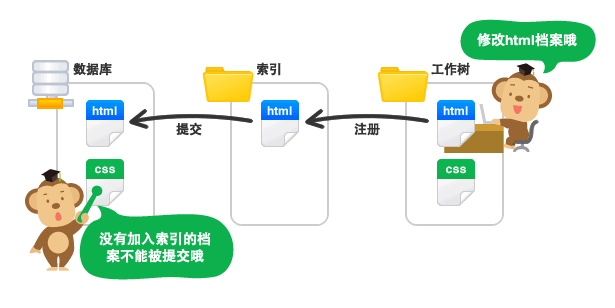 修改html档案哦
数据库
索引
工作树
html
html
html
提交
注册
css
css
没有加入索引的档
案不能被提交哦